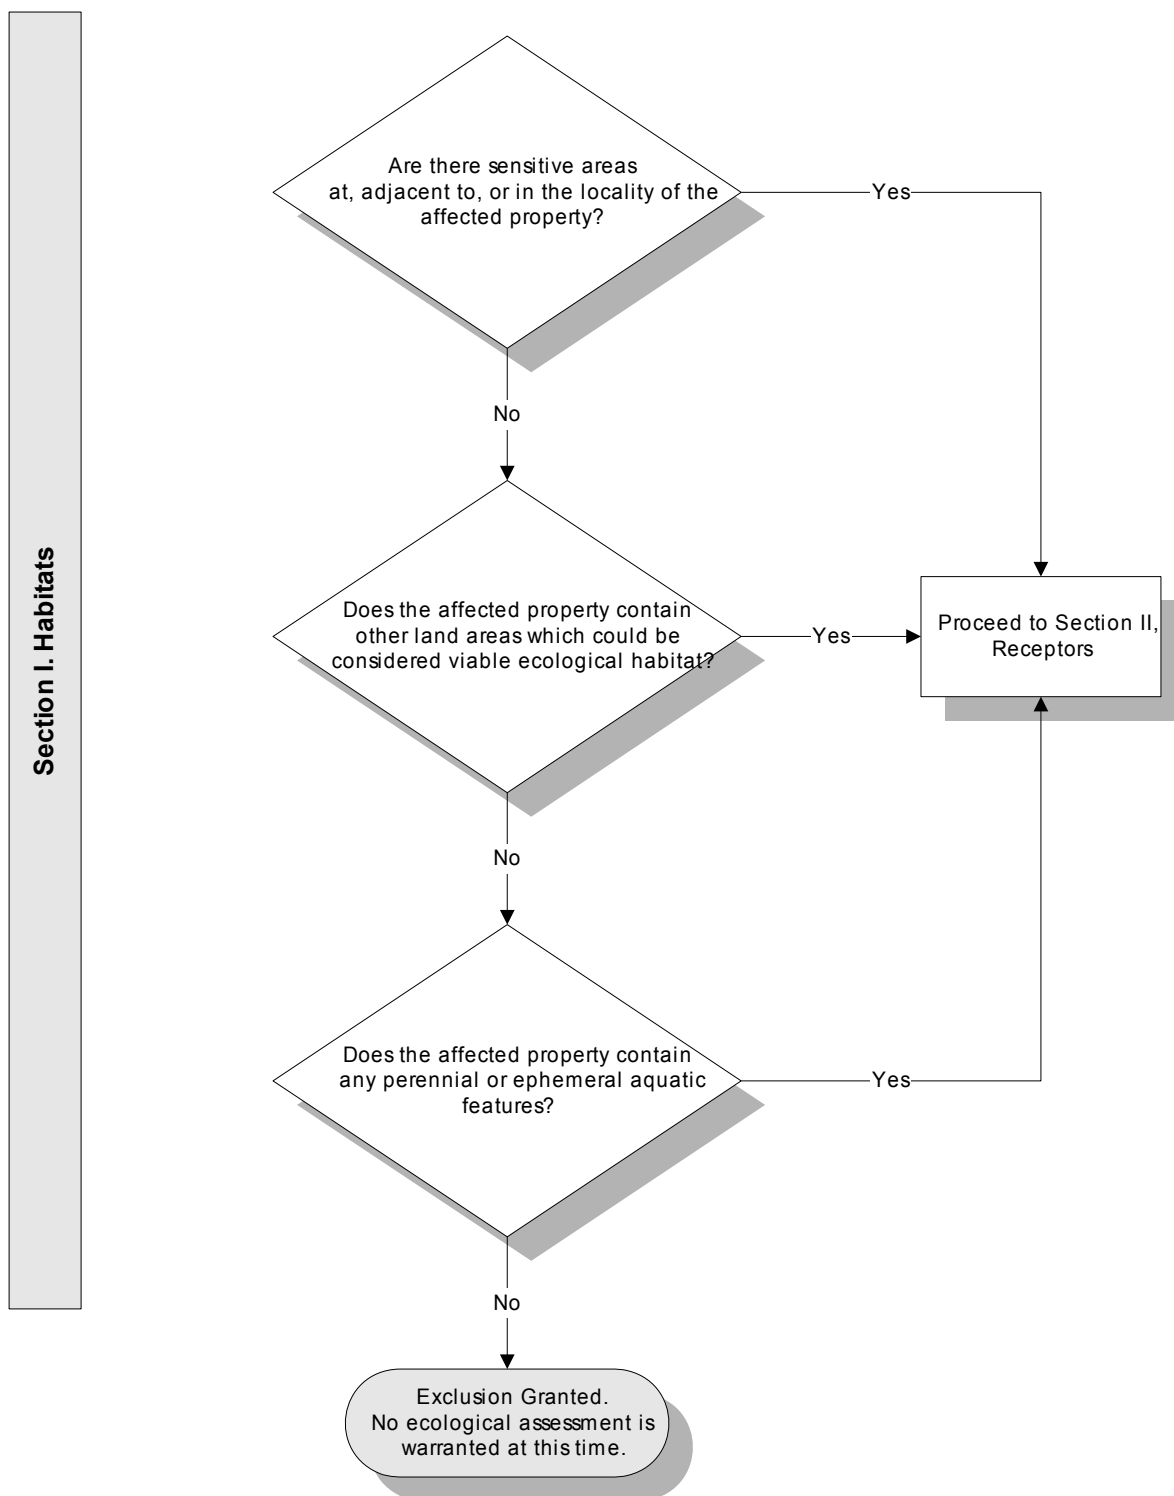 Section I. Habitats
Are there sensitive areas
at, adjacent to, or in the locality of the
affected property?
Yes
No
Does the affected property contain
other land areas which could be
considered viable ecological habitat?
Yes
Proceed to Section II,
Receptors
No
Does the affected property contain
any perennial or ephemeral aquatic
features?
Yes
No
Exclusion Granted.
No ecological assessment is
warranted at this time.